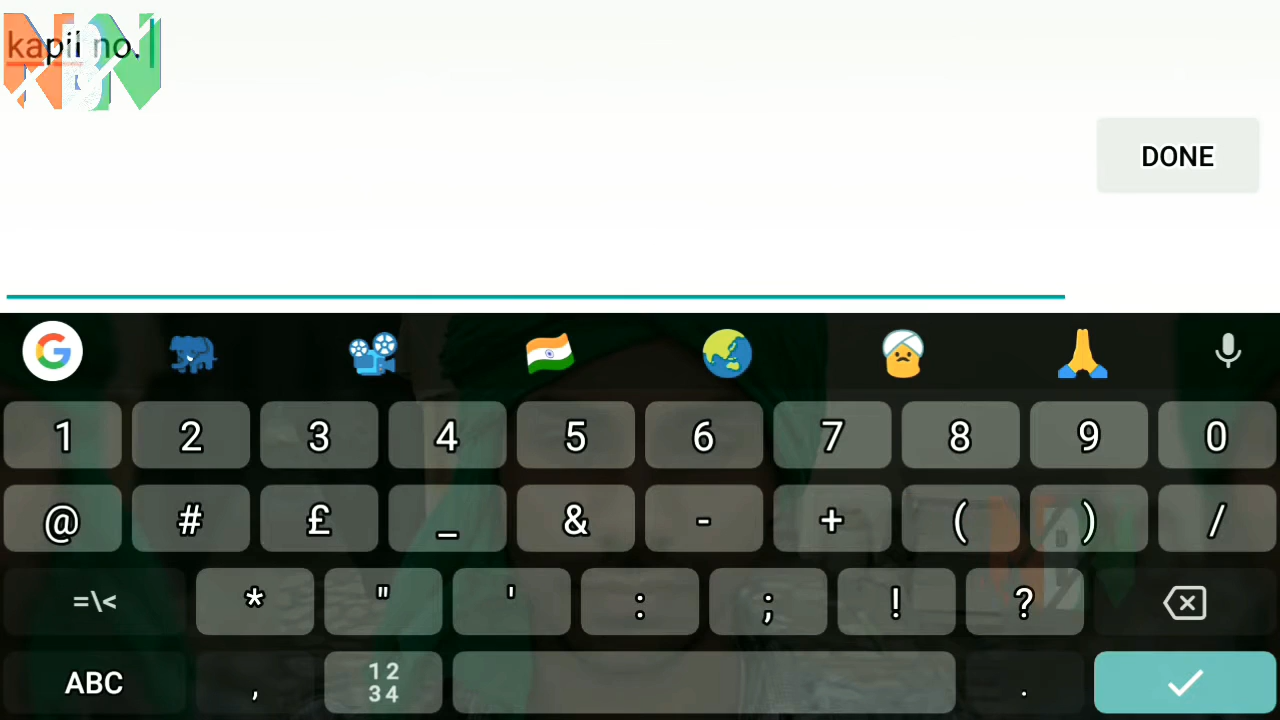 kapil no.
DONE
1 2 3 4 5 6 7 8 9 0
@ # £ _ & - + ( ) /
=\< * " ' : ; ! ?
ABC , 12 34 .